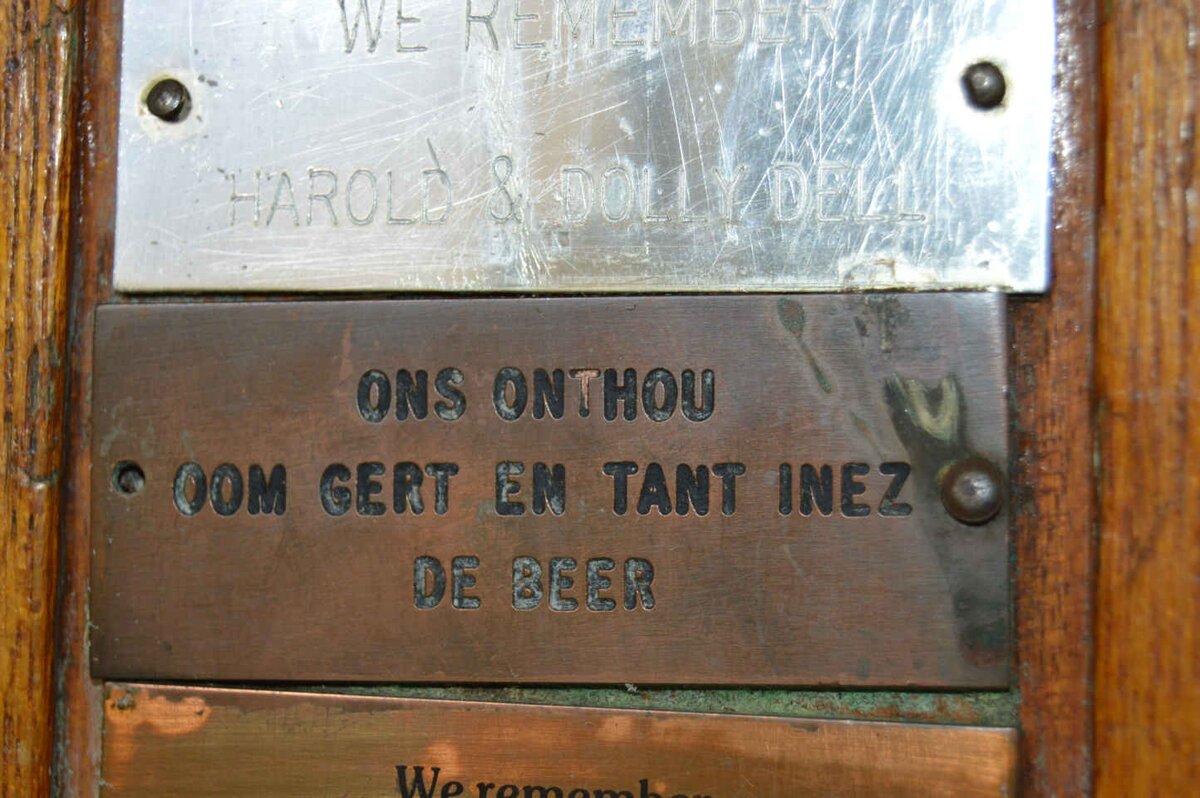 WE REMEMBER
HAROLD & DOLLY DELL
ONS ONTHOU
OOM GERT EN TANT INEZ
DE BEER
We remember